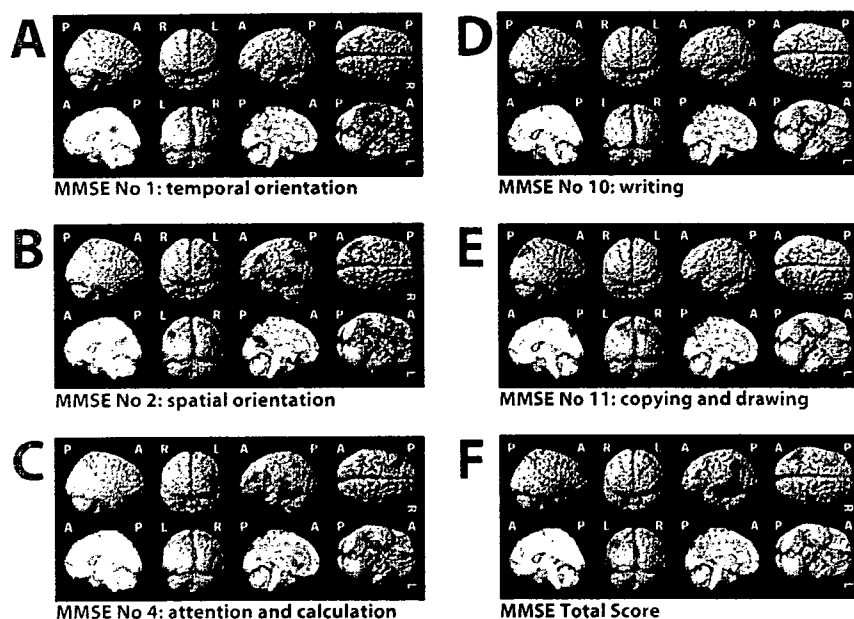 A
P A R L A P A P
R
A P L R P A P A
L
MMSE No 1: temporal orientation
B
P A R L A P A P
R
A P L R P A P A
L
MMSE No 2: spatial orientation
C
P A R L A P A P
R
A P L R P A P A
L
MMSE No 4: attention and calculation
D
P A R L A P A P
R
A P L R P A P A
L
MMSE No 10: writing
E
P A R L A P A P
R
A P L R P A P A
L
MMSE No 11: copying and drawing
F
P A R L A P A P
R
A P L R P A P A
L
MMSE Total Score